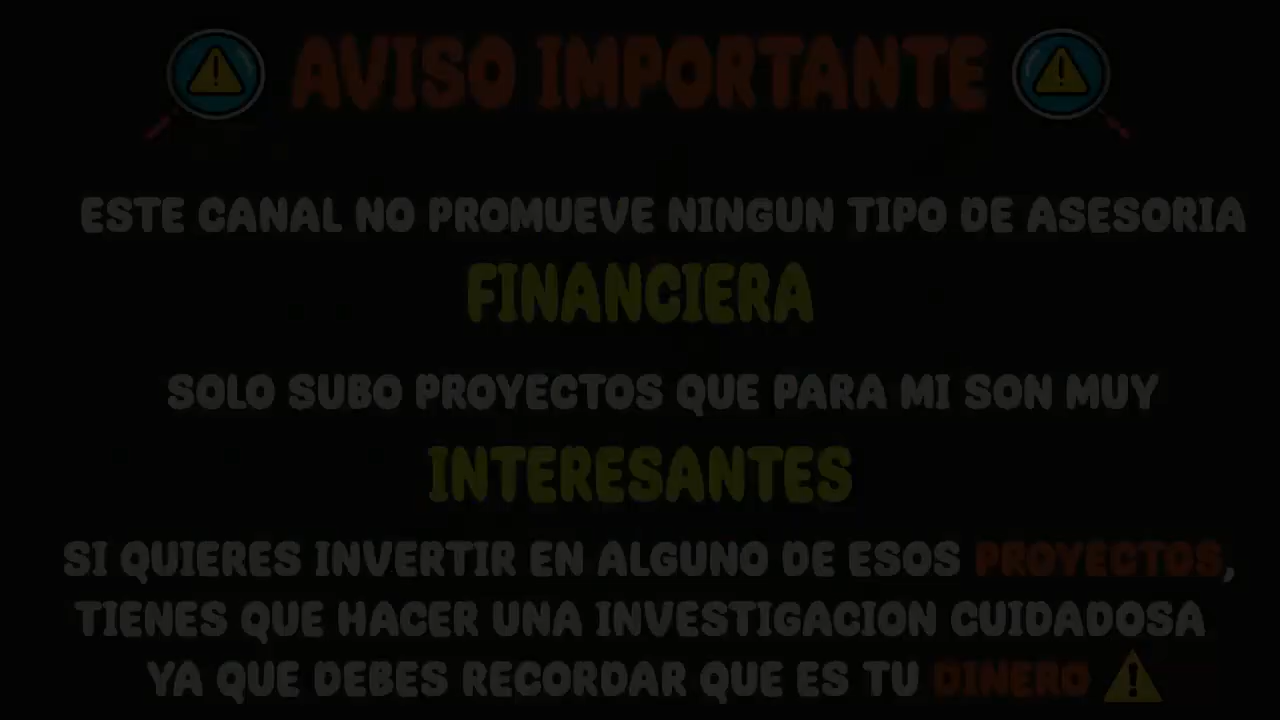 AVISO IMPORTANTE
ESTE CANAL NO PROMUEVE NINGUN TIPO DE ASESORIA
FINANCIERA
SOLO SUBO PROYECTOS QUE PARA MI SON MUY
INTERESANTES
SI QUIERES INVERTIR EN ALGUNO DE ESOS PROYECTOS,
TIENES QUE HACER UNA INVESTIGACION CUIDADOSA
YA QUE DEBES RECORDAR QUE ES TU DINERO